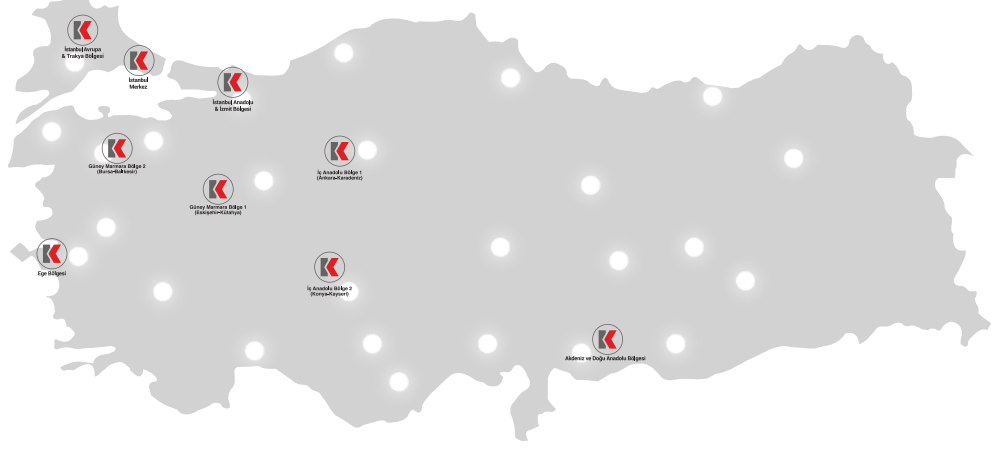 İstanbul Avrupa
& Trakya Bölgesi
İstanbul
Merkez
İstanbul Anadolu
& İzmit Bölgesi
Güney Marmara Bölge 2
(Bursa-Balıkesir)
İç Anadolu Bölge 1
(Ankara-Karadeniz)
Güney Marmara Bölge 1
(Eskişehir-Kütahya)
Ege Bölgesi
İç Anadolu Bölge 2
(Konya-Kayseri)
Akdeniz ve Doğu Anadolu Bölgesi